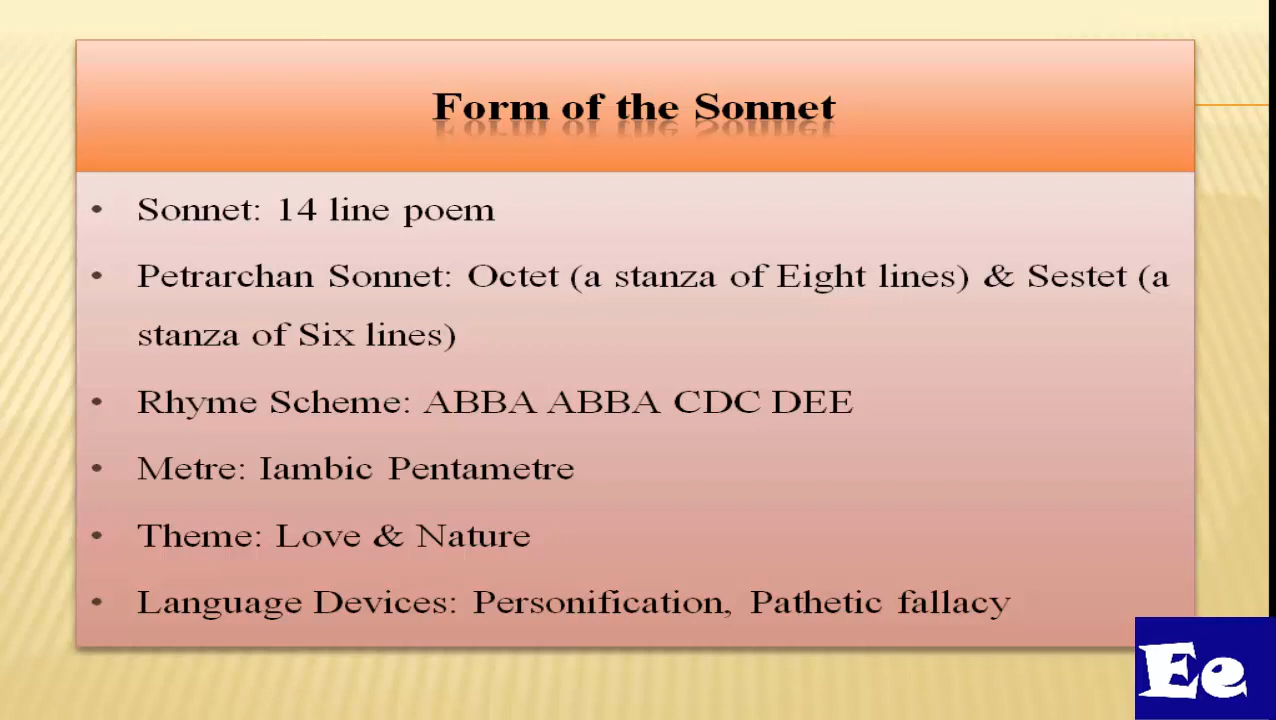 Form of the Sonnet
• Sonnet: 14 line poem
• Petrarchan Sonnet: Octet (a stanza of Eight lines) & Sestet (a
stanza of Six lines)
• Rhyme Scheme: ABBA ABBA CDC DEE
• Metre: Iambic Pentametre
• Theme: Love & Nature
• Language Devices: Personification, Pathetic fallacy
Ee